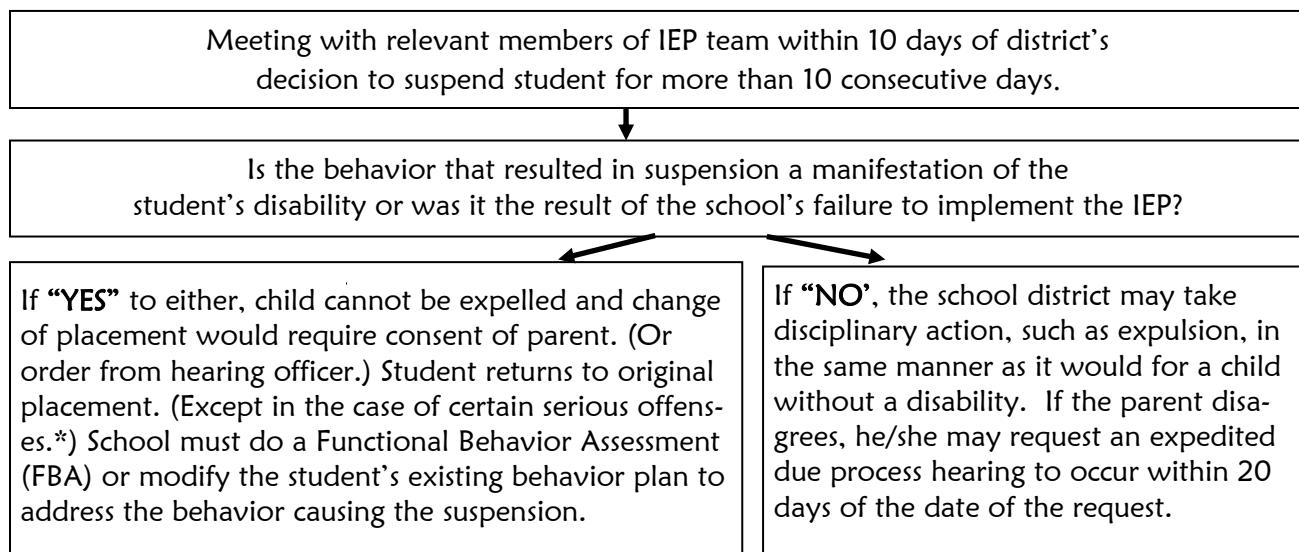 Meeting with relevant members of IEP team within 10 days of district’s
decision to suspend student for more than 10 consecutive days.
Is the behavior that resulted in suspension a manifestation of the
student’s disability or was it the result of the school’s failure to implement the IEP?
If “YES” to either, child cannot be expelled and change
of placement would require consent of parent. (Or
order from hearing officer.) Student returns to original
placement. (Except in the case of certain serious offens-
es.*) School must do a Functional Behavior Assessment
(FBA) or modify the student’s existing behavior plan to
address the behavior causing the suspension.
If “NO’, the school district may take
disciplinary action, such as expulsion, in
the same manner as it would for a child
without a disability. If the parent disa-
grees, he/she may request an expedited
due process hearing to occur within 20
days of the date of the request.